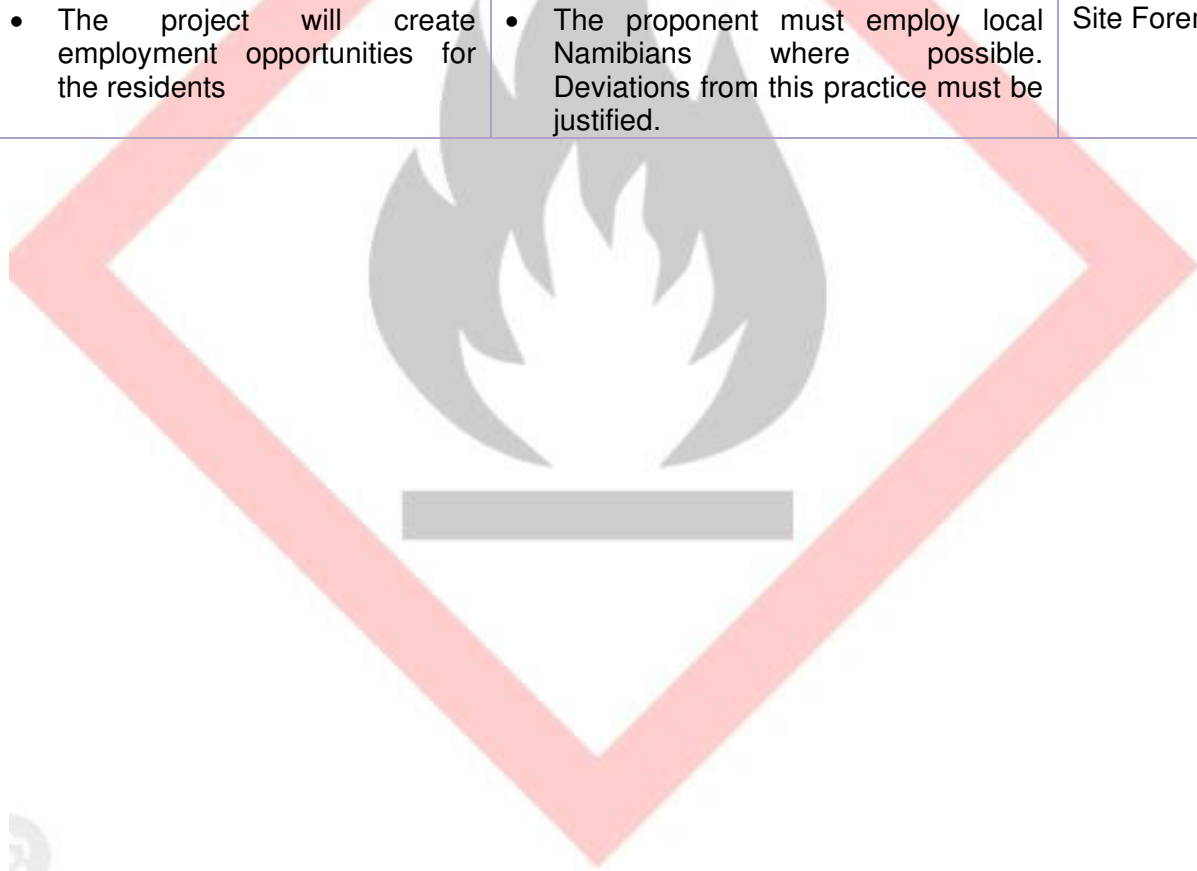 • The project will create
employment opportunities for
the residents
• The proponent must employ local
Namibians where possible.
Deviations from this practice must be
justified.
Site